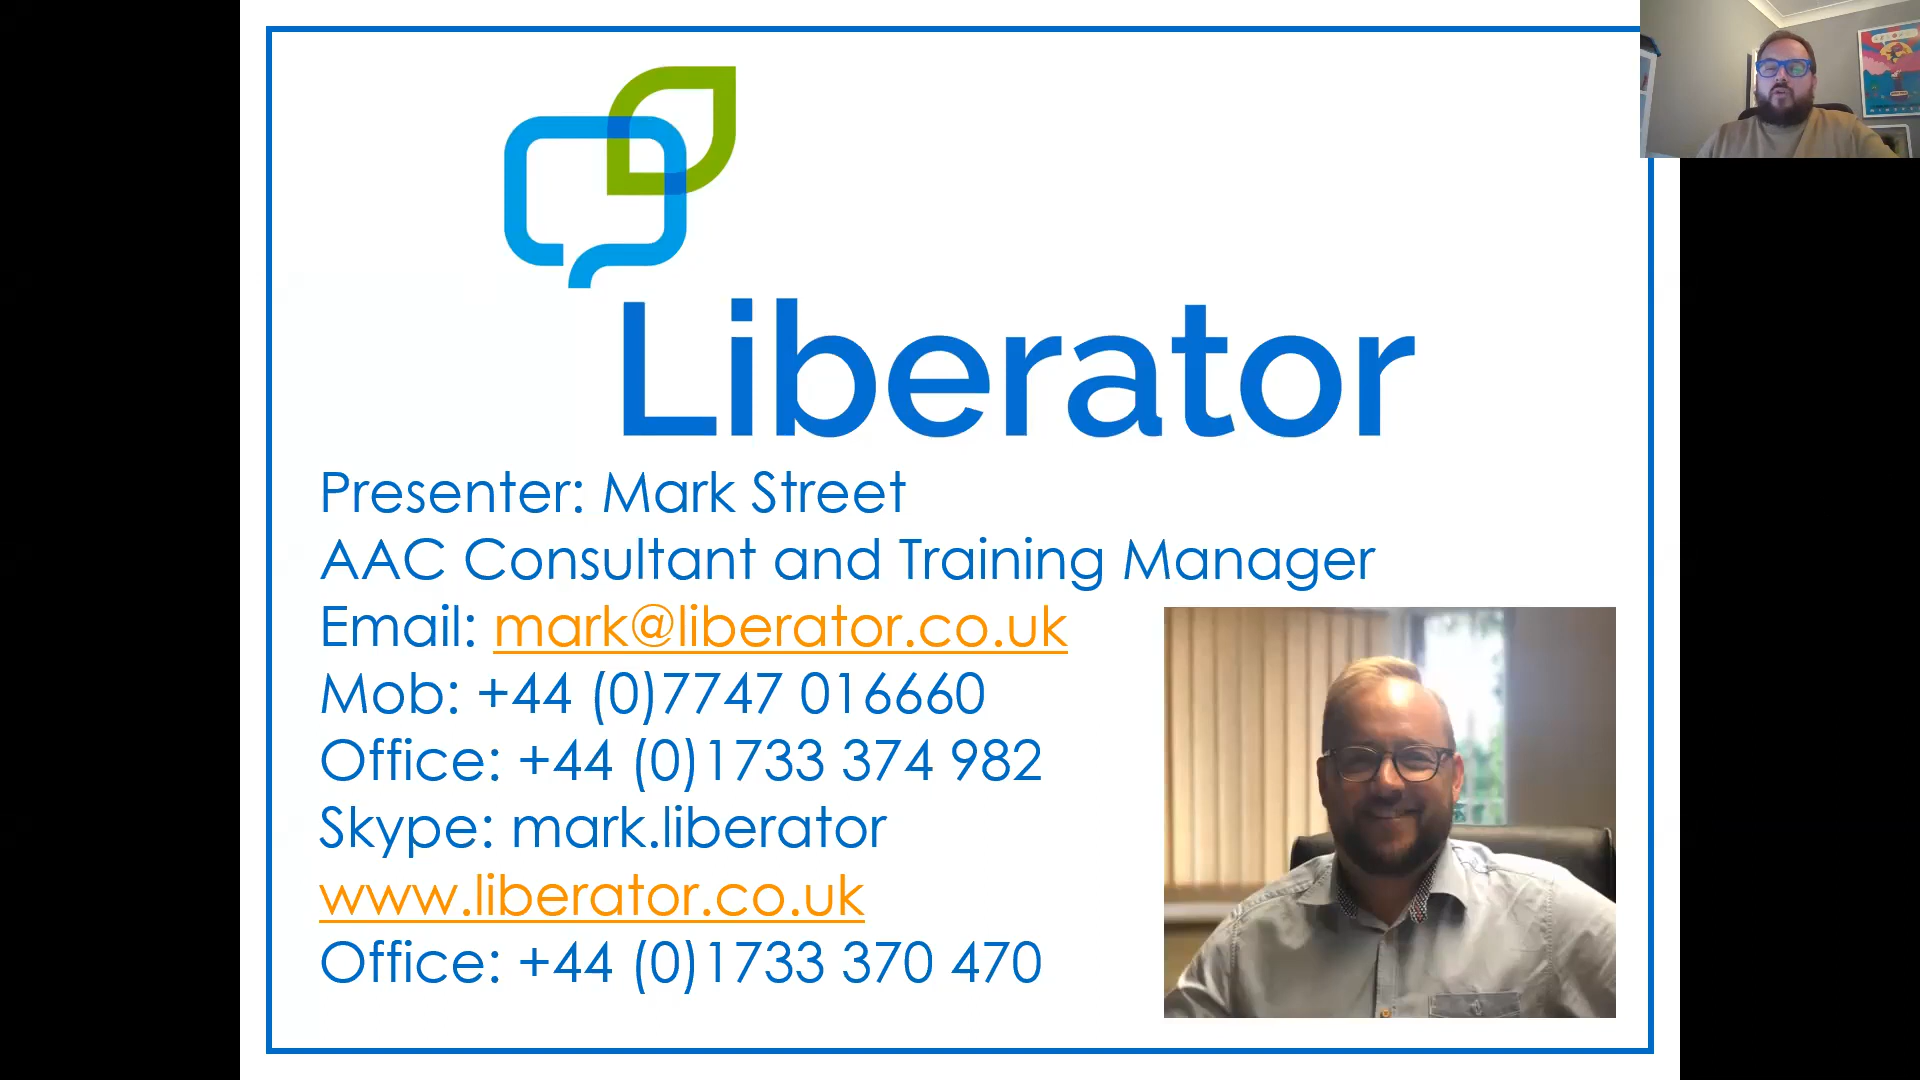 Liberator
Presenter: Mark Street
AAC Consultant and Training Manager
Email: mark@liberator.co.uk
Mob: +44 (0)7747 016660
Office: +44 (0)1733 374 982
Skype: mark.liberator
www.liberator.co.uk
Office: +44 (0)1733 370 470